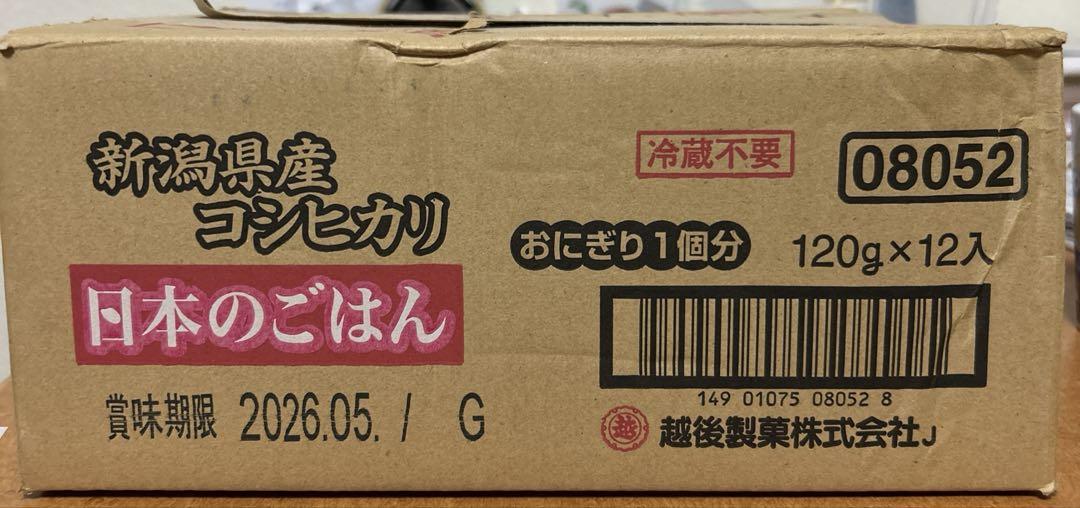 新潟県産
コシヒカリ
日本のごはん
賞味期限 2026.05. / G
冷蔵不要
08052
おにぎり1個分 120g×12入
149 01075 08052 8
越 越後製菓株式会社J